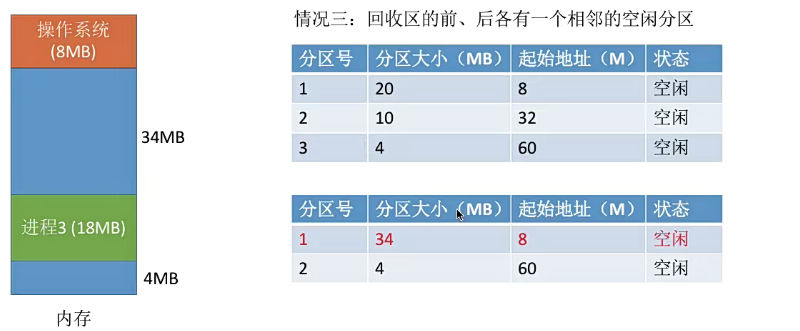 情况三：回收区的前、后各有一个相邻的空闲分区
操作系统
(8MB)
34MB
进程3 (18MB)
4MB
内存
分区号 分区大小（MB） 起始地址（M） 状态
1 20 8 空闲
2 10 32 空闲
3 4 60 空闲
分区号 分区大小（MB） 起始地址（M） 状态
1 34 8 空闲
2 4 60 空闲